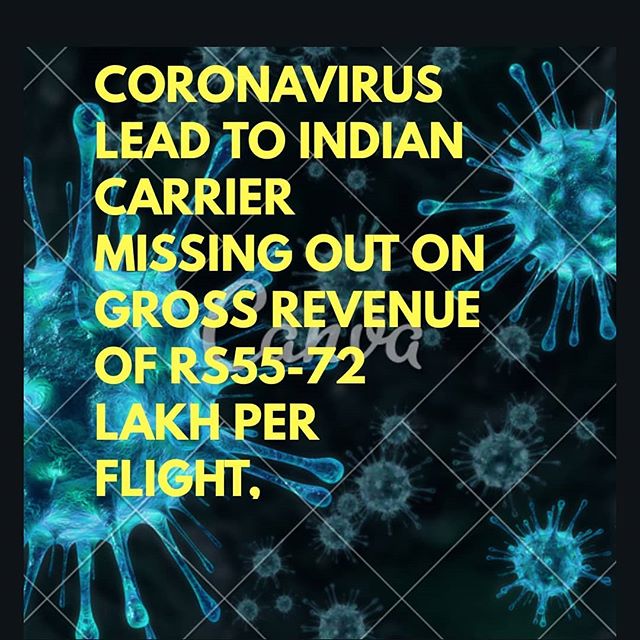 CORONAVIRUS
LEAD TO INDIAN
CARRIER
MISSING OUT ON
GROSS REVENUE
OF RS55-72
LAKH PER
FLIGHT,
Canva